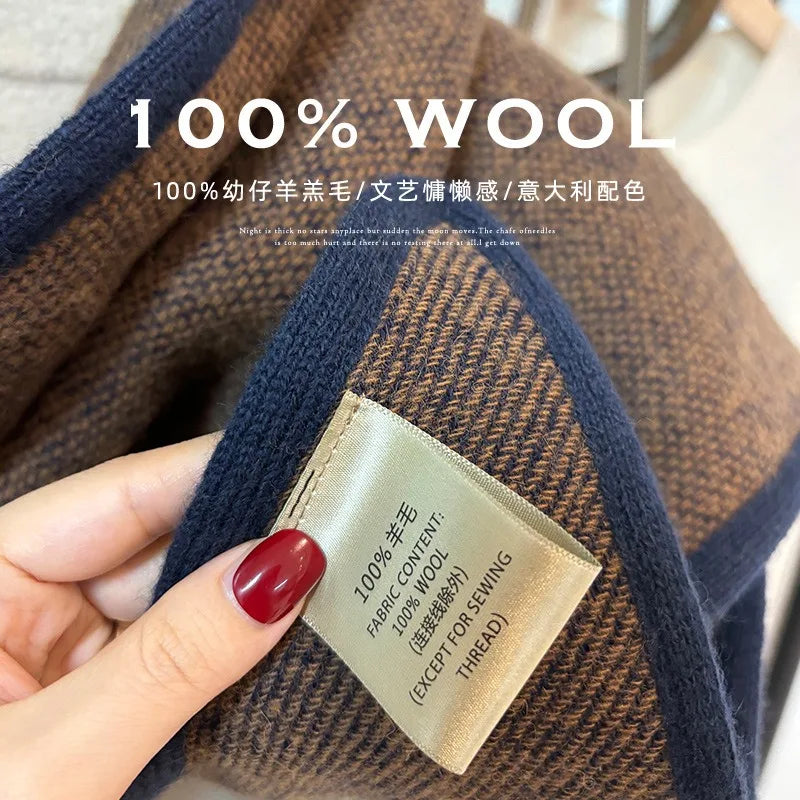 100% WOOL
100%幼仔羊羔毛/文艺慵懒感/意大利配色
Night is thick no stars anyplace but sudden the moon moves.The chafe ofneedles
is too much hurt and there is no resting there at all.I get down
100% 羊毛
FABRIC CONTENT:
100% WOOL
(连接线除外)
(EXCEPT FOR SEWING
THREAD)